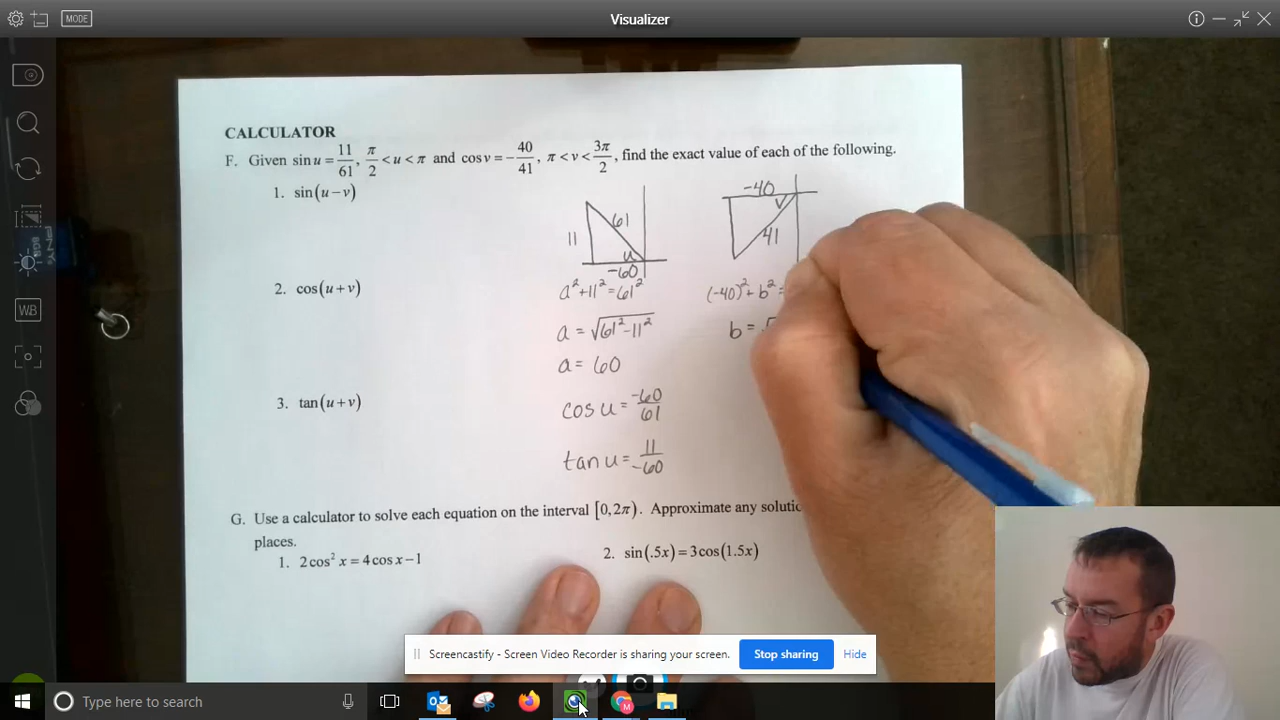 MODE
Visualizer
CALCULATOR
F. Given sin u = 11/61, π/2 < u < π and cos v = −40/41, π < v < 3π/2, find the exact value of each of the following.
1. sin(u−v)
61
11
u
−60
−40
v
41
2. cos(u+v)
a² + 11² = 61²
(−40)² + b² =
a = √61² − 11²
b = √
a = 60
3. tan(u+v)
cos u = −60/61
tan u = 11/−60
G. Use a calculator to solve each equation on the interval [0,2π). Approximate any
places.
1. 2cos² x = 4cos x − 1
2. sin(.5x) = 3cos(1.5x)
WB
Screencastify - Screen Video Recorder is sharing your screen.
Stop sharing
Hide
Type here to search
M